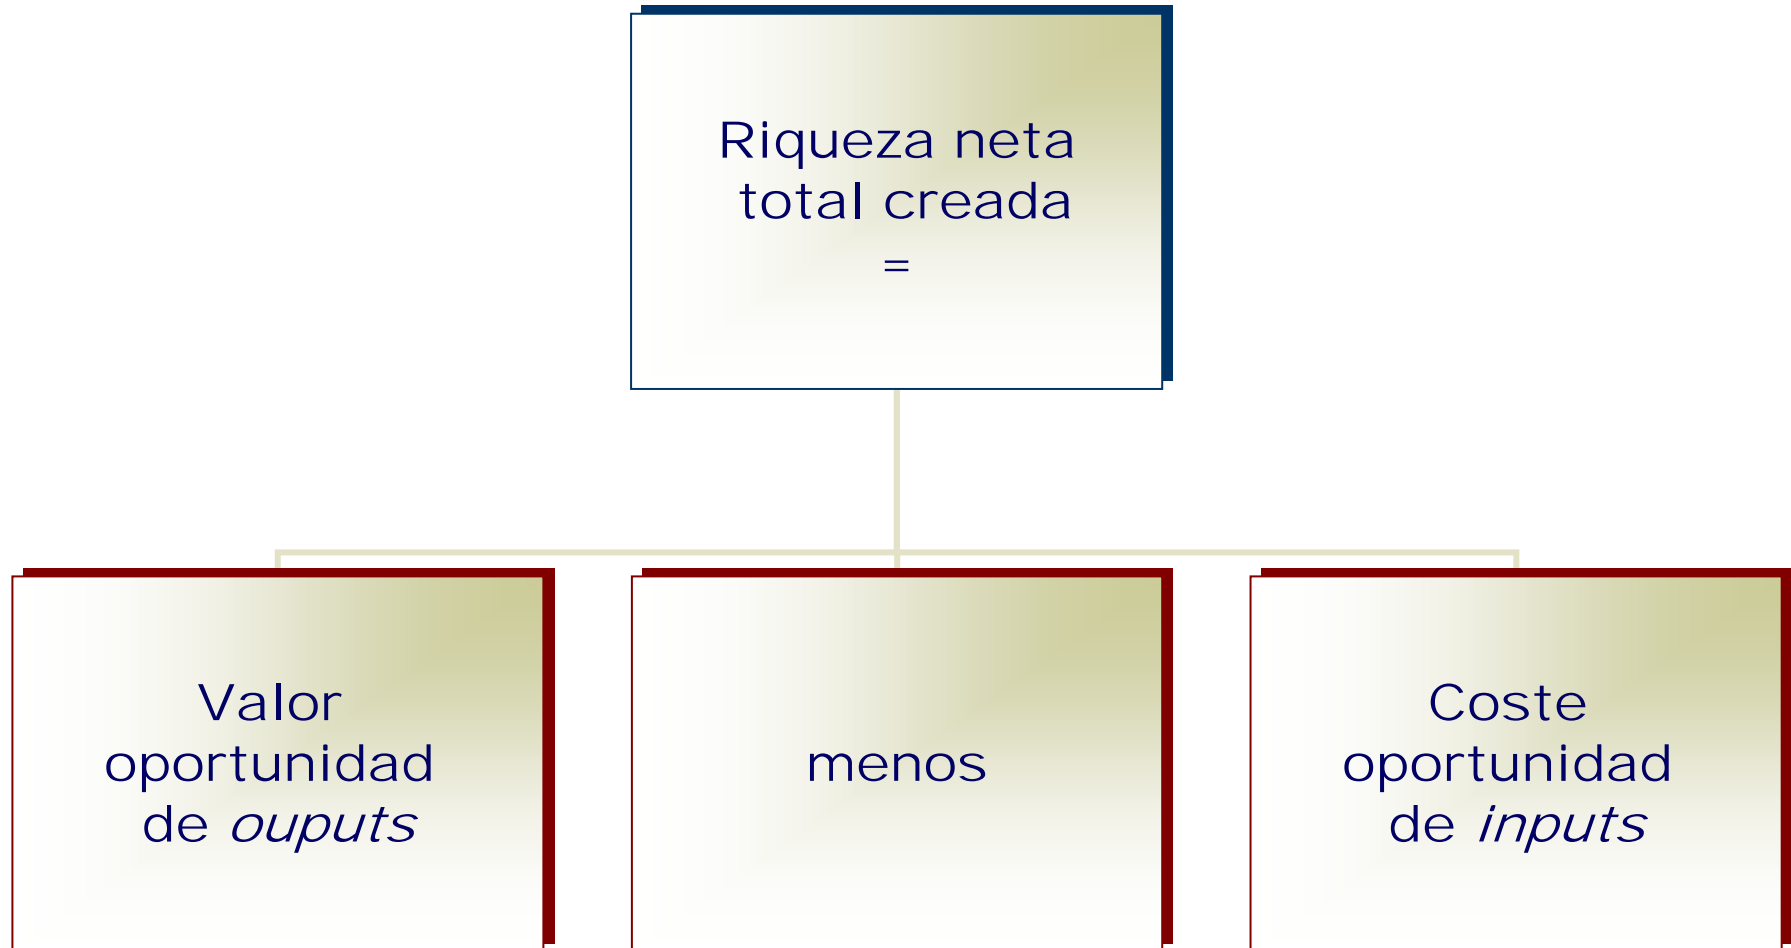 Riqueza neta
total creada
=
Valor
oportunidad
de ouputs
menos
Coste
oportunidad
de inputs